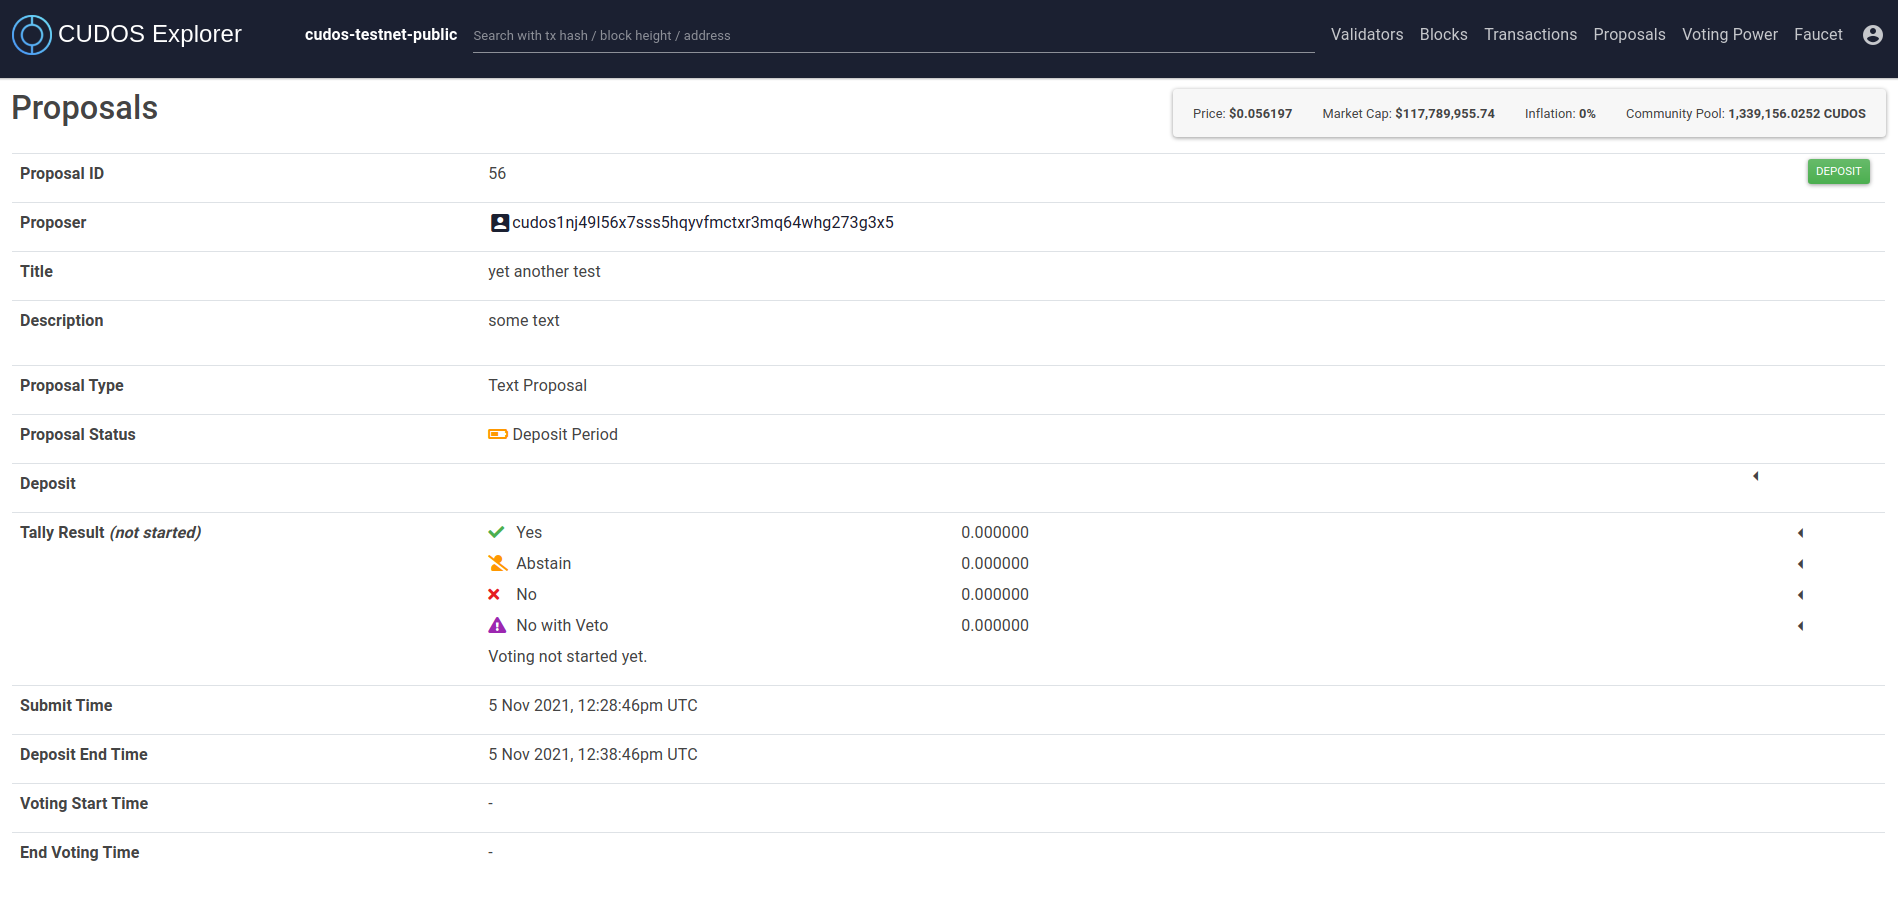 CUDOS Explorer cudos-testnet-public Search with tx hash / block height / address Validators Blocks Transactions Proposals Voting Power Faucet
Proposals Price: $0.056197 Market Cap: $117,789,955.74 Inflation: 0% Community Pool: 1,339,156.0252 CUDOS
Proposal ID 56 DEPOSIT
Proposer cudos1nj49l56x7sss5hqyvfmctxr3mq64whg273g3x5
Title yet another test
Description some text
Proposal Type Text Proposal
Proposal Status Deposit Period
Deposit
Tally Result (not started) Yes 0.000000
Abstain 0.000000
No 0.000000
No with Veto 0.000000
Voting not started yet.
Submit Time 5 Nov 2021, 12:28:46pm UTC
Deposit End Time 5 Nov 2021, 12:38:46pm UTC
Voting Start Time -
End Voting Time -